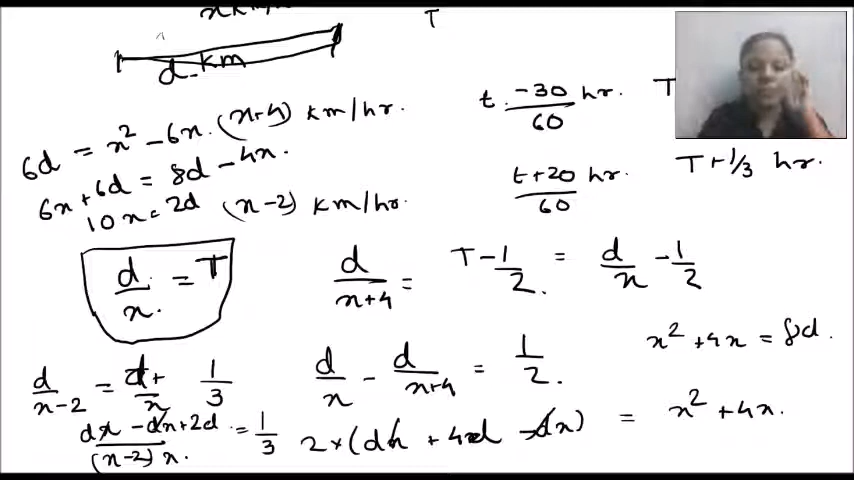 T
d km
t - 30 / 60 hr. T
6d = x² - 6x. (x+4) km/hr.
6x + 6d = 8d - 4x.
t + 20 / 60 hr T + 1/3 hr.
10x = 2d (x-2) km/hr.
d/x = T
d/(x+4) = T - 1/2 = d/x - 1/2
x² + 4x = 8d.
d/(x-2) = d/x + 1/3
d/x - d/(x+4) = 1/2
(dx - dx + 2d)/((x-2) x) = 1/3
2 × (dx + 4d - dx) = x² + 4x.